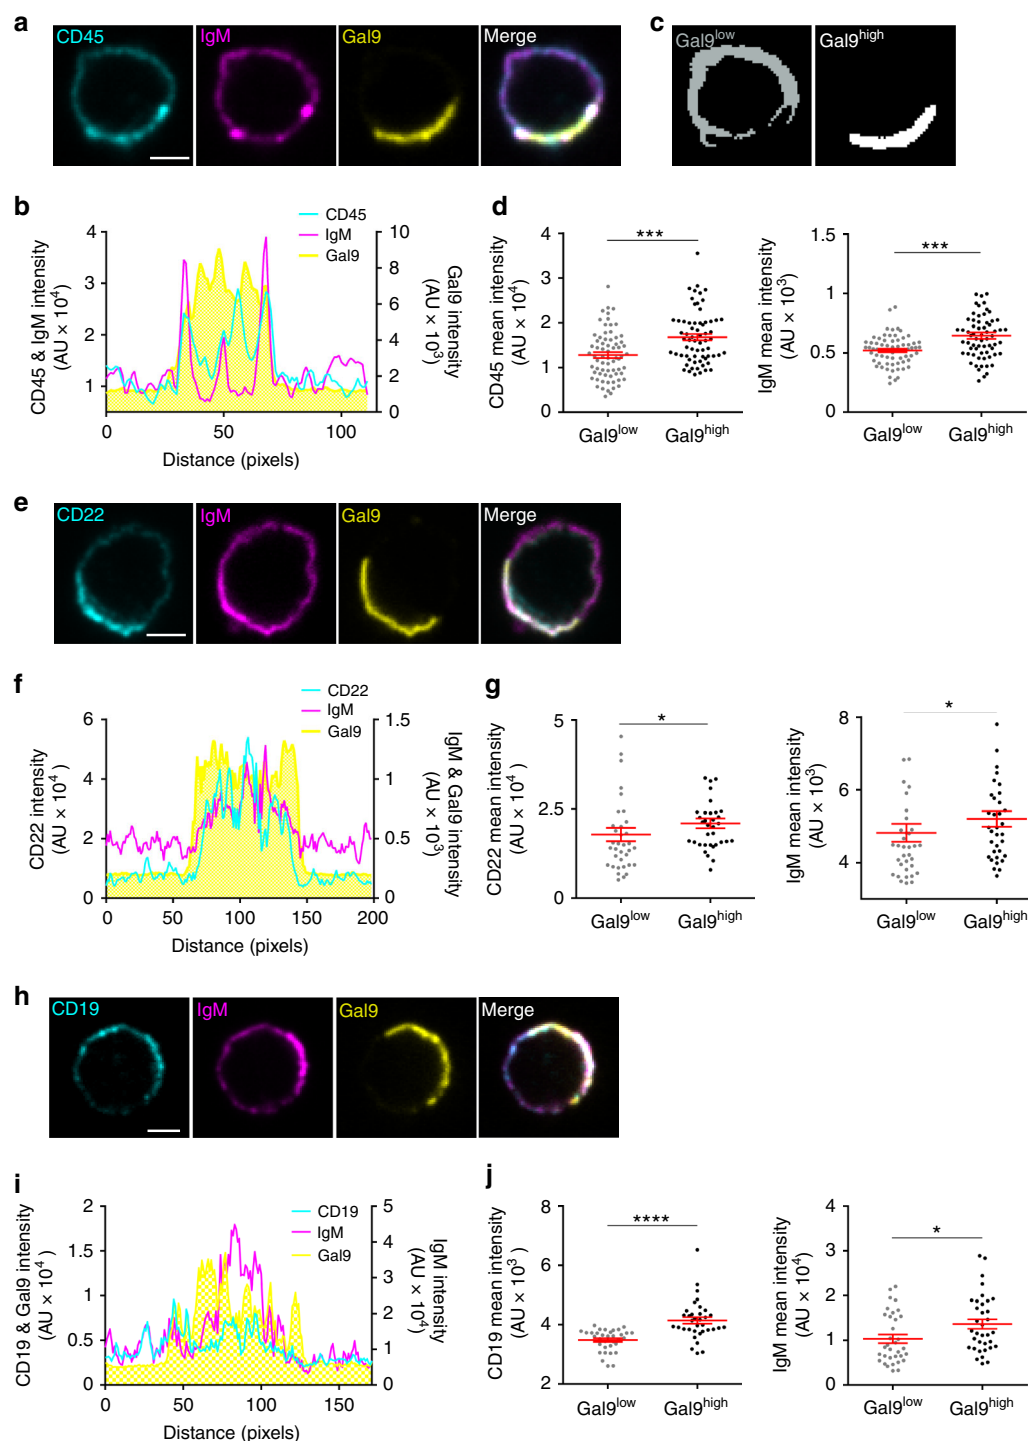 a
CD45
IgM
Gal9
Merge
c
Gal9low
Gal9high
b
CD45
IgM
Gal9
CD45 & IgM intensity
(AU × 10⁴)
4
3
2
1
10
8
6
4
2
0
Gal9 intensity
(AU × 10³)
0 50 100
Distance (pixels)
d
CD45 mean intensity
(AU × 10⁴)
4
3
2
1
0
***
Gal9low Gal9high
IgM mean intensity
(AU × 10³)
1.5
1
0.5
0
***
Gal9low Gal9high
e
CD22
IgM
Gal9
Merge
f
CD22
IgM
Gal9
CD22 intensity
(AU × 10⁴)
6
4
2
0
1.5
1
0.5
0
IgM & Gal9 intensity
(AU × 10³)
0 50 100 150 200
Distance (pixels)
g
CD22 mean intensity
(AU × 10⁴)
5
2.5
0
*
Gal9low Gal9high
IgM mean intensity
(AU × 10³)
8
6
4
*
Gal9low Gal9high
h
CD19
IgM
Gal9
Merge
i
CD19
IgM
Gal9
CD19 & Gal9 intensity
(AU × 10⁴)
2
1.5
1
0.5
0
5
4
3
2
1
0
IgM intensity
(AU × 10⁴)
0 50 100 150
Distance (pixels)
j
CD19 mean intensity
(AU × 10³)
8
6
4
2
****
Gal9low Gal9high
IgM mean intensity
(AU × 10⁴)
4
3
2
1
0
*
Gal9low Gal9high